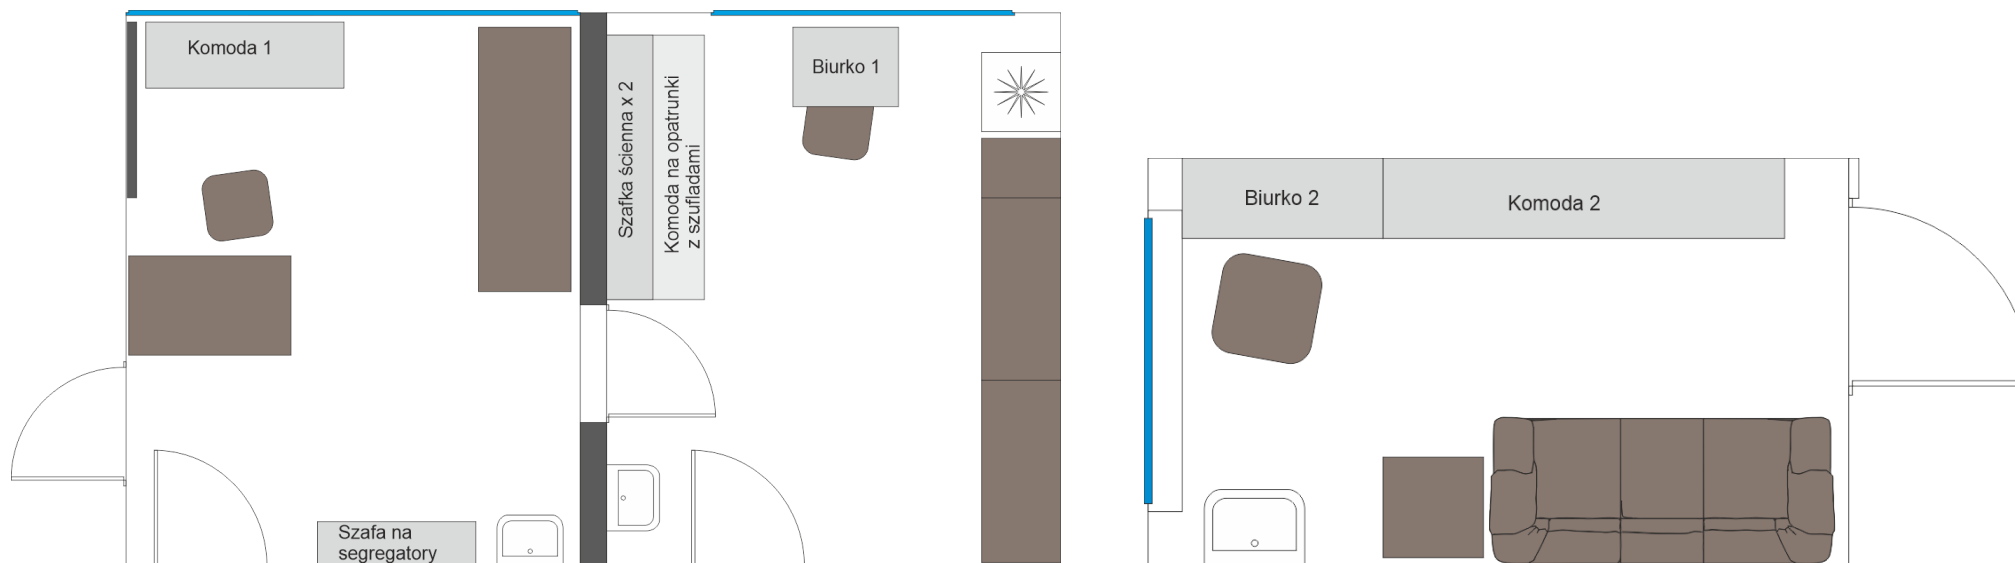 Komoda 1
Szafka ścienna x 2
Komoda na opatrunki
z szufladami
Biurko 1
Szafa na
segregatory
Biurko 2
Komoda 2